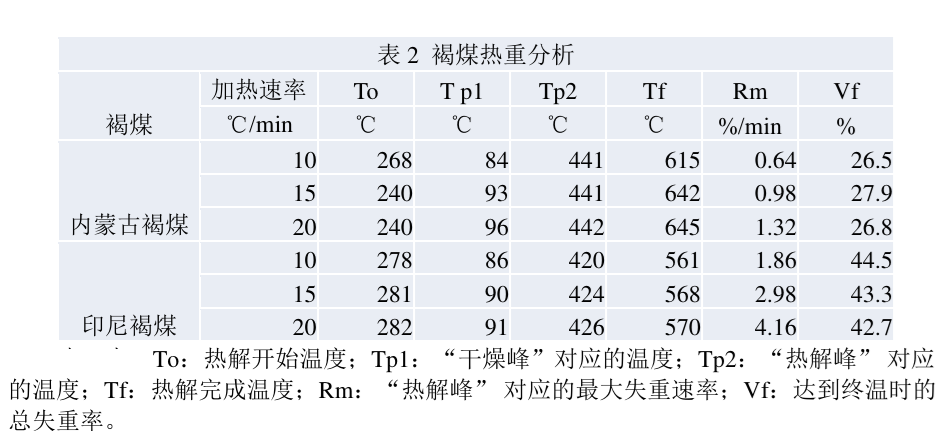 表 2 褐煤热重分析
褐煤 加热速率 To T p1 Tp2 Tf Rm Vf
℃/min ℃ ℃ ℃ ℃ %/min %
内蒙古褐煤 10 268 84 441 615 0.64 26.5
15 240 93 441 642 0.98 27.9
20 240 96 442 645 1.32 26.8
印尼褐煤 10 278 86 420 561 1.86 44.5
15 281 90 424 568 2.98 43.3
20 282 91 426 570 4.16 42.7
To：热解开始温度；Tp1：“干燥峰”对应的温度；Tp2：“热解峰” 对应
的温度；Tf：热解完成温度；Rm：“热解峰” 对应的最大失重速率；Vf：达到终温时的
总失重率。